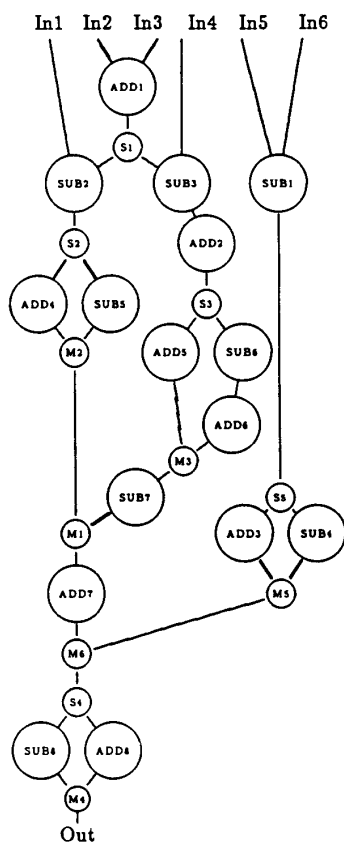 In1 In2 In3 In4 In5 In6
ADD1
S1
SUB2 SUB3 SUB1
S2 ADD2
ADD4 SUB5 S3
M2 ADD5 SUB6
ADD6
M3
SUB7 S5
M1 ADD3 SUB4
ADD7 M5
M6
S4
SUB8 ADD8
M4
Out